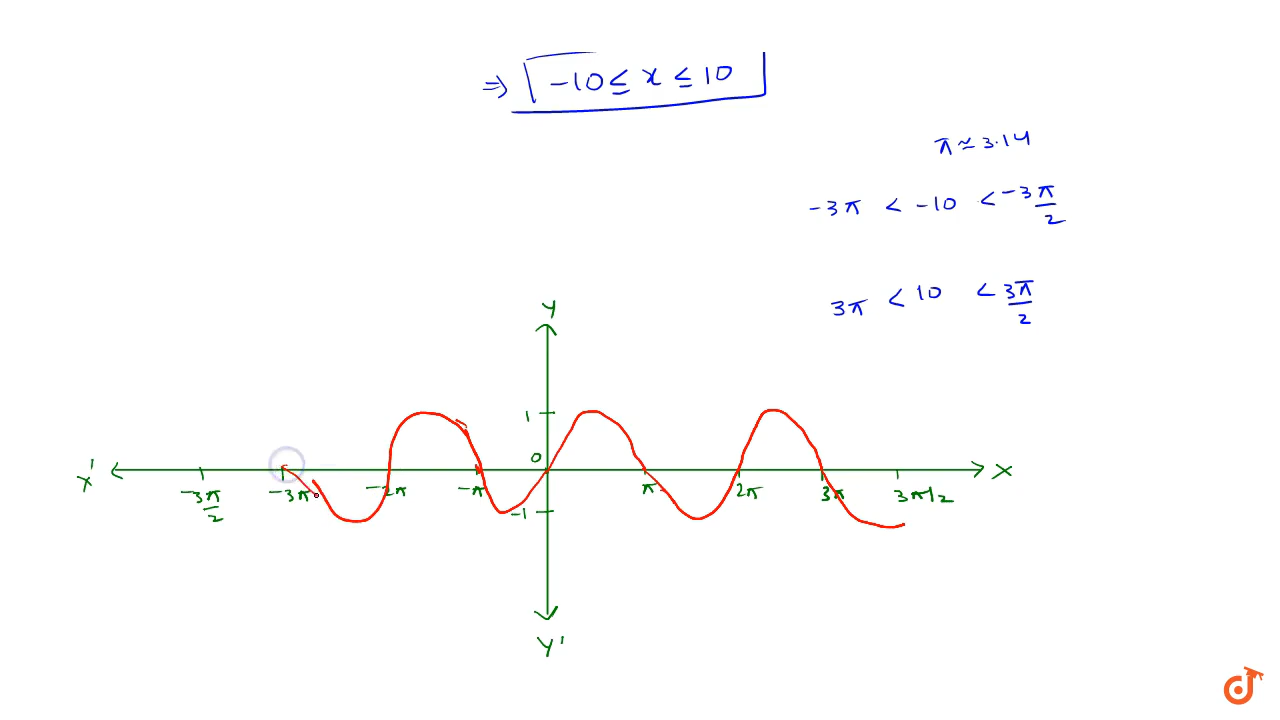 ⇒ -10 ≤ x ≤ 10
π ≈ 3.14
-3π < -10 < -3π/2
3π < 10 < 3π/2
Y
1
0
X' -3π/2 -3π -2π -π π 2π 3π 3π/2 X
-1
Y'